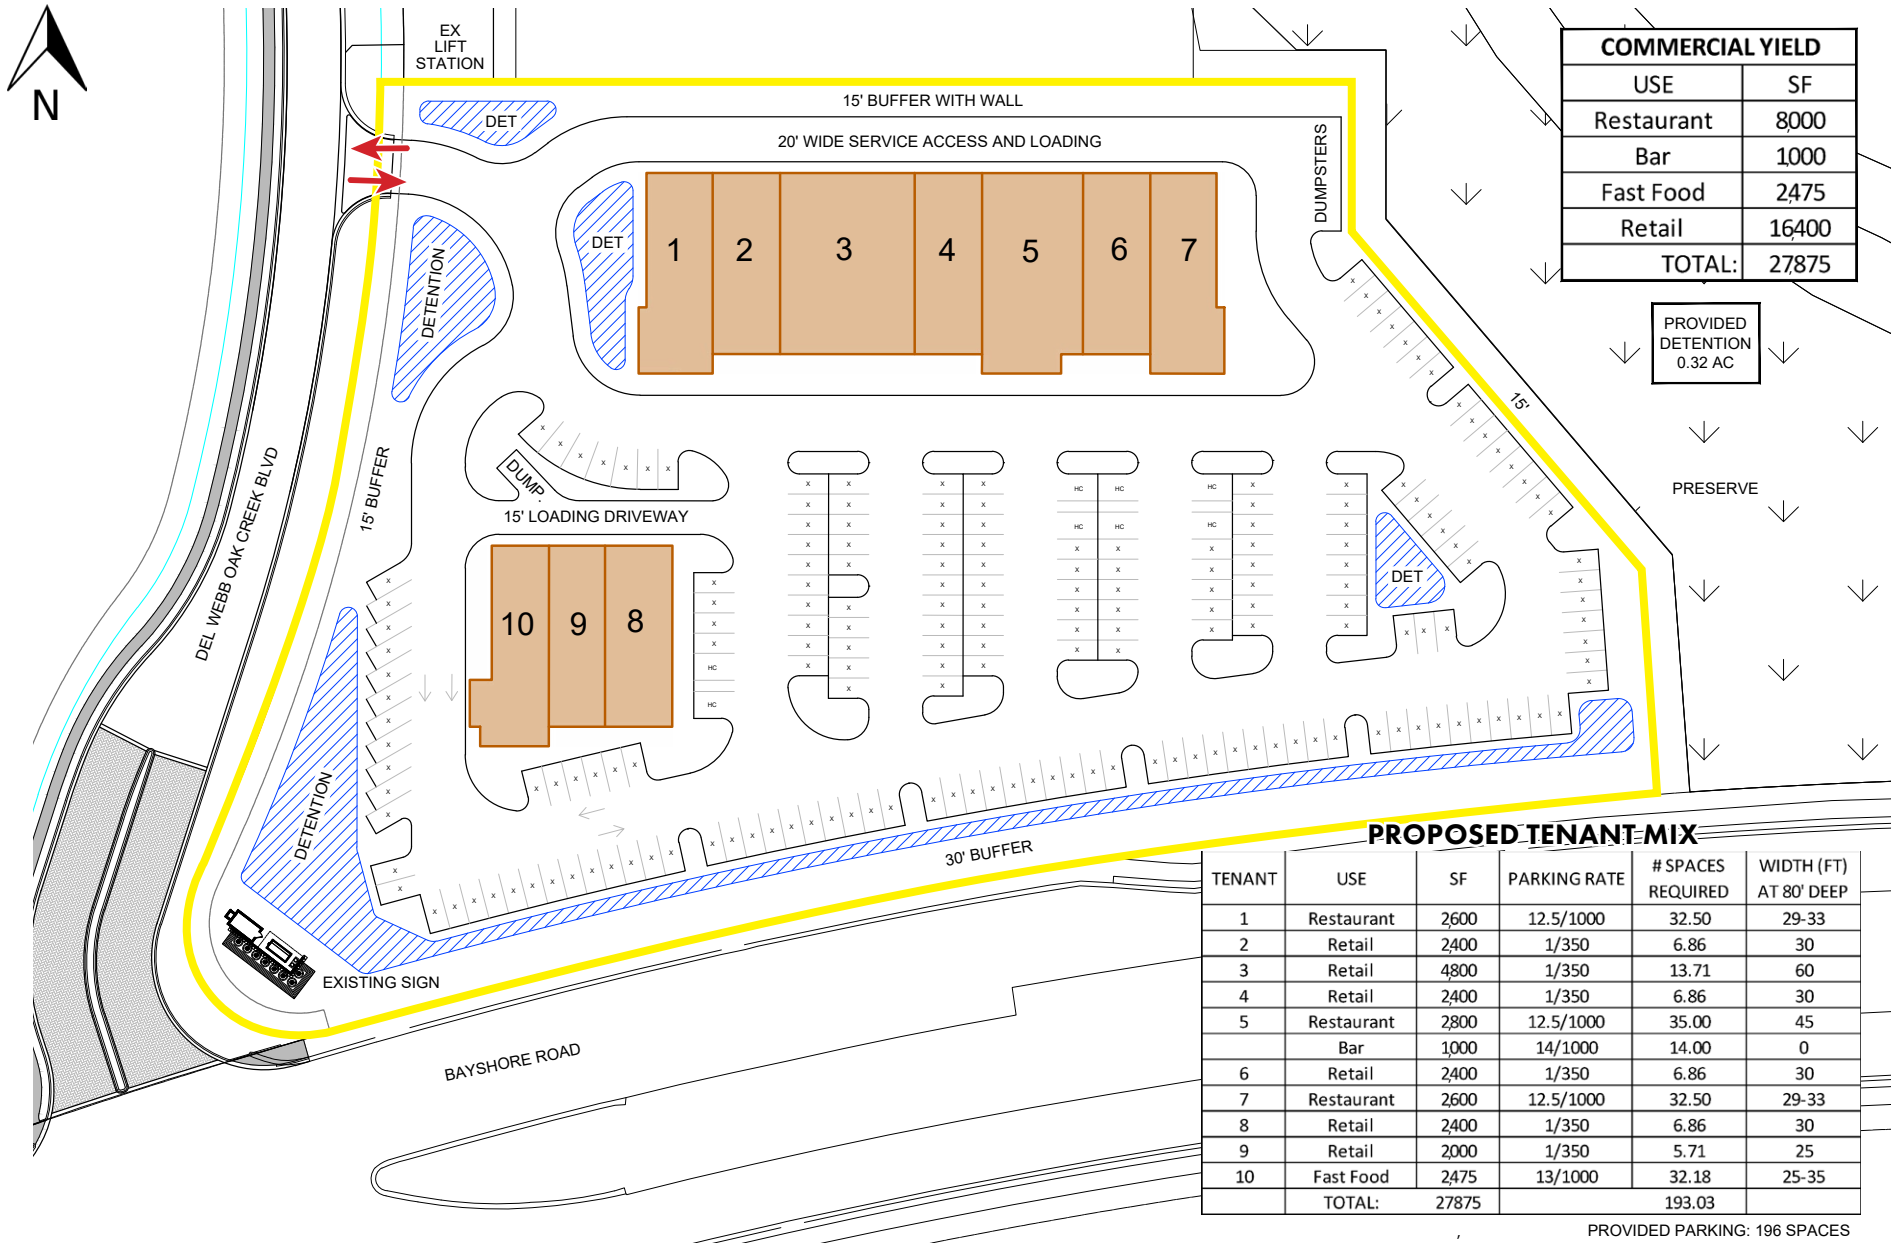 N
EX
LIFT
STATION
15' BUFFER WITH WALL
DET
20' WIDE SERVICE ACCESS AND LOADING
DUMPSTERS
DETENTION
DET
1 2 3 4 5 6 7
15'
DEL WEBB OAK CREEK BLVD
15' BUFFER
DUMP.
15' LOADING DRIVEWAY
10 9 8
HC
HC
HC HC
HC HC
HC
HC
DET
DETENTION
30' BUFFER
EXISTING SIGN
BAYSHORE ROAD
PRESERVE
COMMERCIAL YIELD
USE SF
Restaurant 8,000
Bar 1,000
Fast Food 2,475
Retail 16,400
TOTAL: 27,875
PROVIDED
DETENTION
0.32 AC
PROPOSED TENANT MIX
TENANT USE SF PARKING RATE # SPACES REQUIRED WIDTH (FT) AT 80' DEEP
1 Restaurant 2,600 12.5/1000 32.50 29-33
2 Retail 2,400 1/350 6.86 30
3 Retail 4,800 1/350 13.71 60
4 Retail 2,400 1/350 6.86 30
5 Restaurant 2,800 12.5/1000 35.00 45
Bar 1,000 14/1000 14.00 0
6 Retail 2,400 1/350 6.86 30
7 Restaurant 2,600 12.5/1000 32.50 29-33
8 Retail 2,400 1/350 6.86 30
9 Retail 2,000 1/350 5.71 25
10 Fast Food 2,475 13/1000 32.18 25-35
TOTAL: 27,875 193.03
PROVIDED PARKING: 196 SPACES